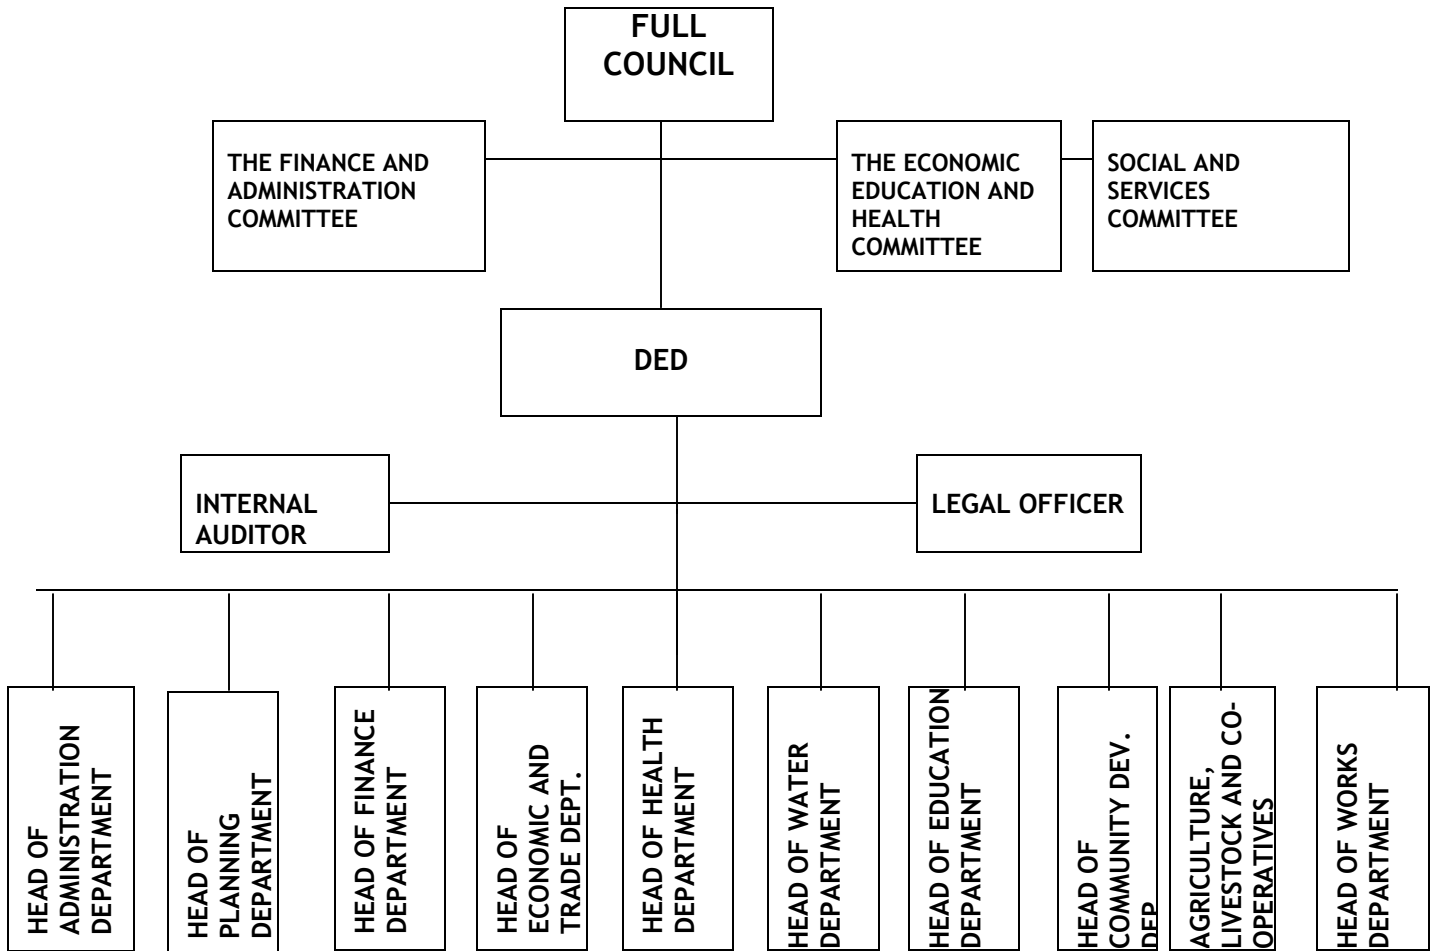 FULL
COUNCIL
THE FINANCE AND
ADMINISTRATION
COMMITTEE
THE ECONOMIC
EDUCATION AND
HEALTH
COMMITTEE
SOCIAL AND
SERVICES
COMMITTEE
DED
INTERNAL
AUDITOR
LEGAL OFFICER
HEAD OF
ADMINISTRATION
DEPARTMENT
HEAD OF
PLANNING
DEPARTMENT
HEAD OF FINANCE
DEPARTMENT
HEAD OF
ECONOMIC AND
TRADE DEPT.
HEAD OF HEALTH
DEPARTMENT
HEAD OF WATER
DEPARTMENT
HEAD OF EDUCATION
DEPARTMENT
HEAD OF
COMMUNITY DEV.
DEP
AGRICULTURE,
LIVESTOCK AND CO-
OPERATIVES
HEAD OF WORKS
DEPARTMENT